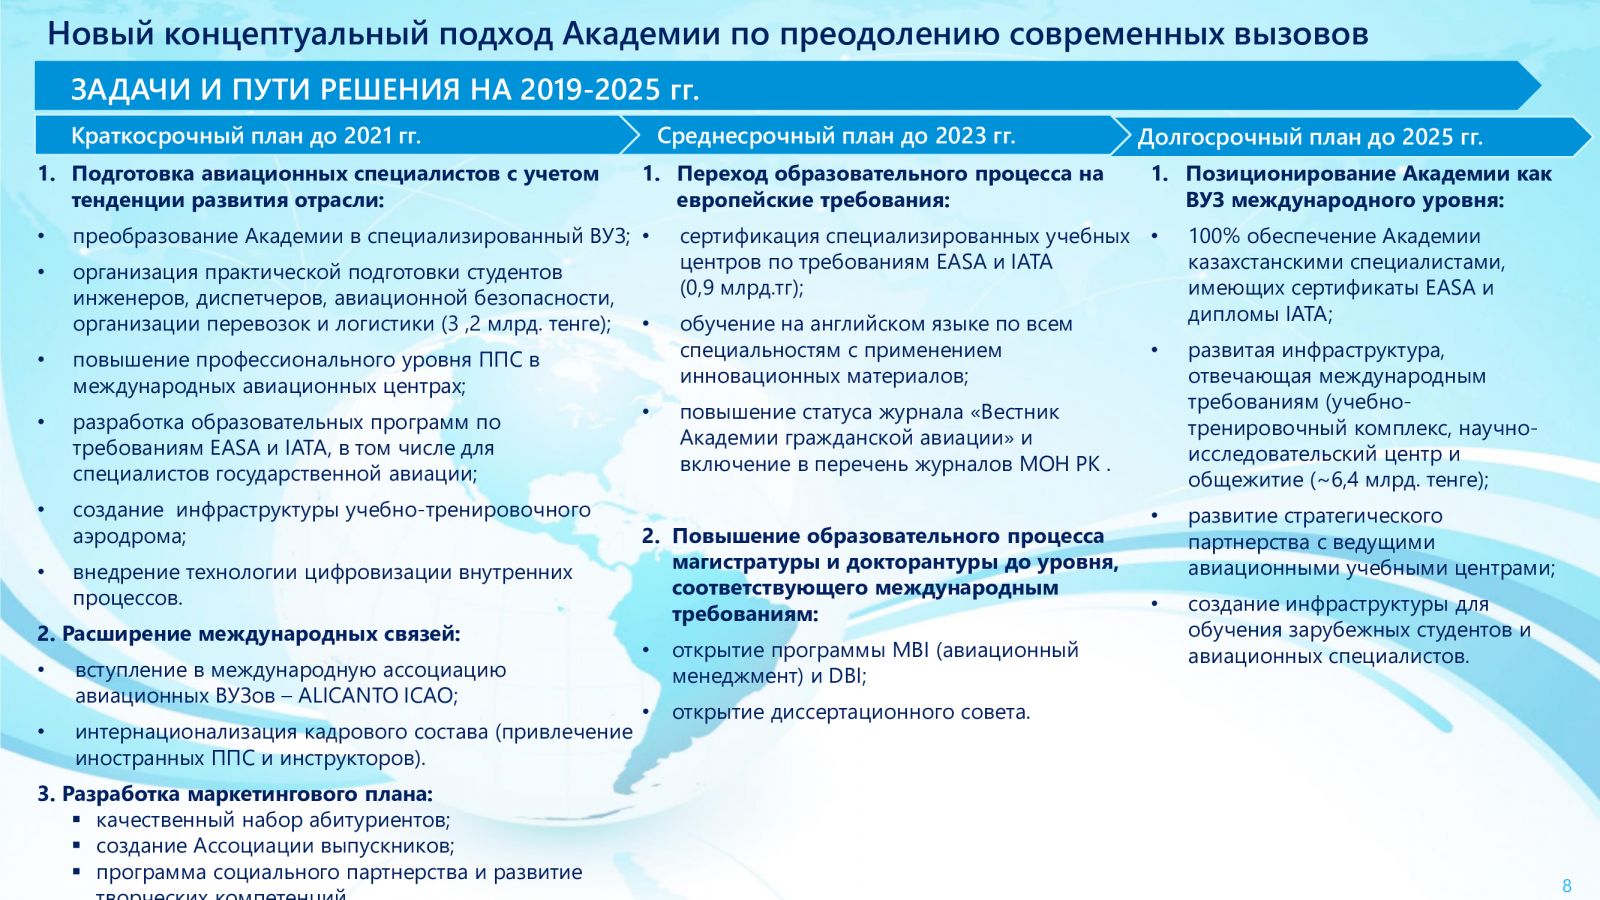 Новый концептуальный подход Академии по преодолению современных вызовов
ЗАДАЧИ И ПУТИ РЕШЕНИЯ НА 2019-2025 гг.
Краткосрочный план до 2021 гг.
1. Подготовка авиационных специалистов с учетом
тенденции развития отрасли:
• преобразование Академии в специализированный ВУЗ;
• организация практической подготовки студентов
инженеров, диспетчеров, авиационной безопасности,
организации перевозок и логистики (3 ,2 млрд. тенге);
• повышение профессионального уровня ППС в
международных авиационных центрах;
• разработка образовательных программ по
требованиям EASA и IATA, в том числе для
специалистов государственной авиации;
• создание инфраструктуры учебно-тренировочного
аэродрома;
• внедрение технологии цифровизации внутренних
процессов.
2. Расширение международных связей:
• вступление в международную ассоциацию
авиационных ВУЗов – ALICANTO ICAO;
• интернационализация кадрового состава (привлечение
иностранных ППС и инструкторов).
3. Разработка маркетингового плана:
▪ качественный набор абитуриентов;
▪ создание Ассоциации выпускников;
▪ программа социального партнерства и развитие
творческих компетенций
Среднесрочный план до 2023 гг.
1. Переход образовательного процесса на
европейские требования:
• сертификация специализированных учебных
центров по требованиям EASA и IATA
(0,9 млрд.тг);
• обучение на английском языке по всем
специальностям с применением
инновационных материалов;
• повышение статуса журнала «Вестник
Академии гражданской авиации» и
включение в перечень журналов МОН РК .
2. Повышение образовательного процесса
магистратуры и докторантуры до уровня,
соответствующего международным
требованиям:
• открытие программы MBI (авиационный
менеджмент) и DBI;
• открытие диссертационного совета.
Долгосрочный план до 2025 гг.
1. Позиционирование Академии как
ВУЗ международного уровня:
• 100% обеспечение Академии
казахстанскими специалистами,
имеющих сертификаты EASA и
дипломы IATA;
• развитая инфраструктура,
отвечающая международным
требованиям (учебно-
тренировочный комплекс, научно-
исследовательский центр и
общежитие (~6,4 млрд. тенге);
• развитие стратегического
партнерства с ведущими
авиационными учебными центрами;
• создание инфраструктуры для
обучения зарубежных студентов и
авиационных специалистов.
8